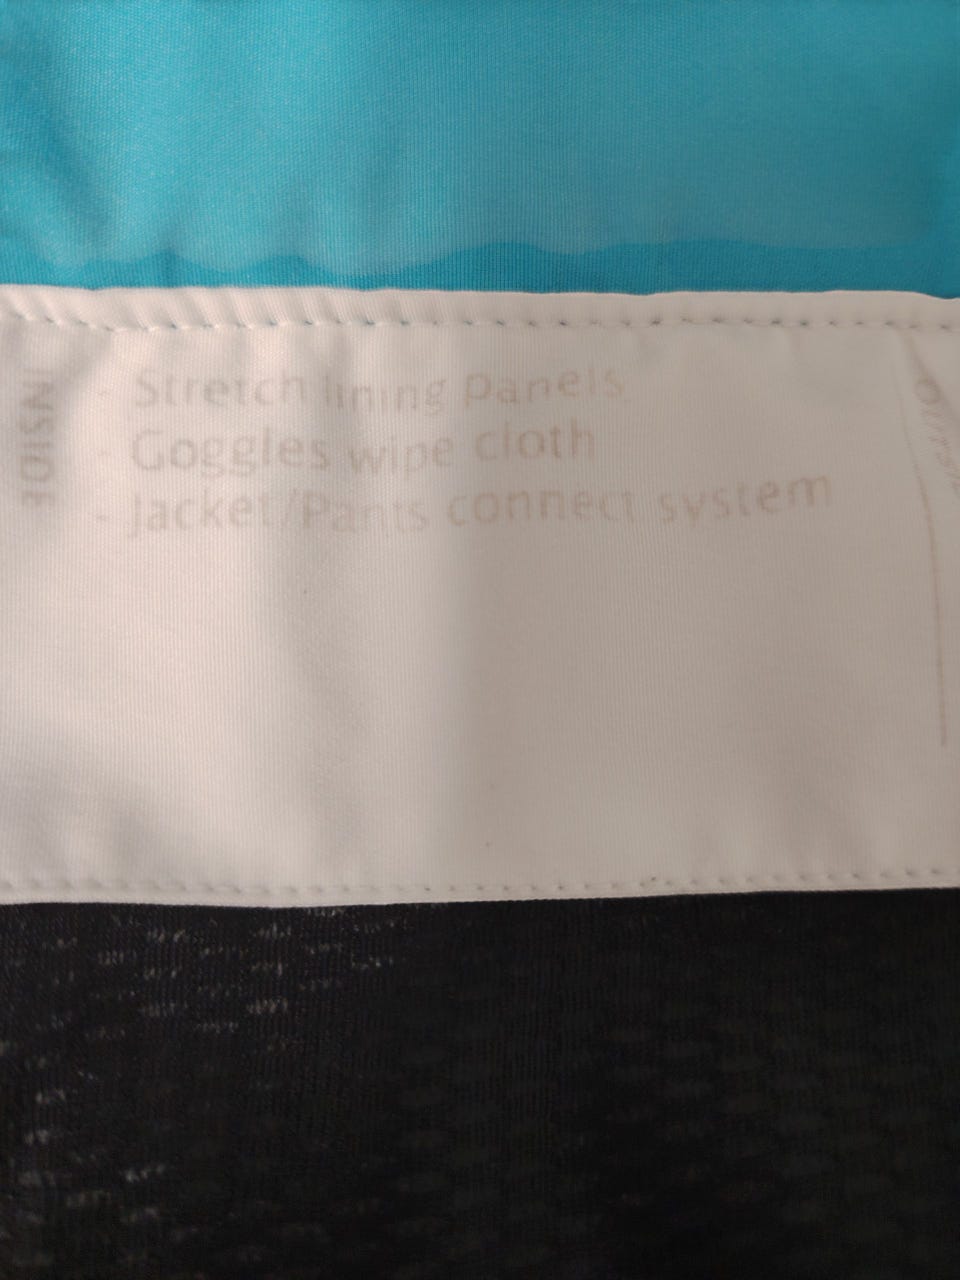 INSIDE
- Stretch lining Panels
- Goggles wipe cloth
- Jacket/Pants connect system